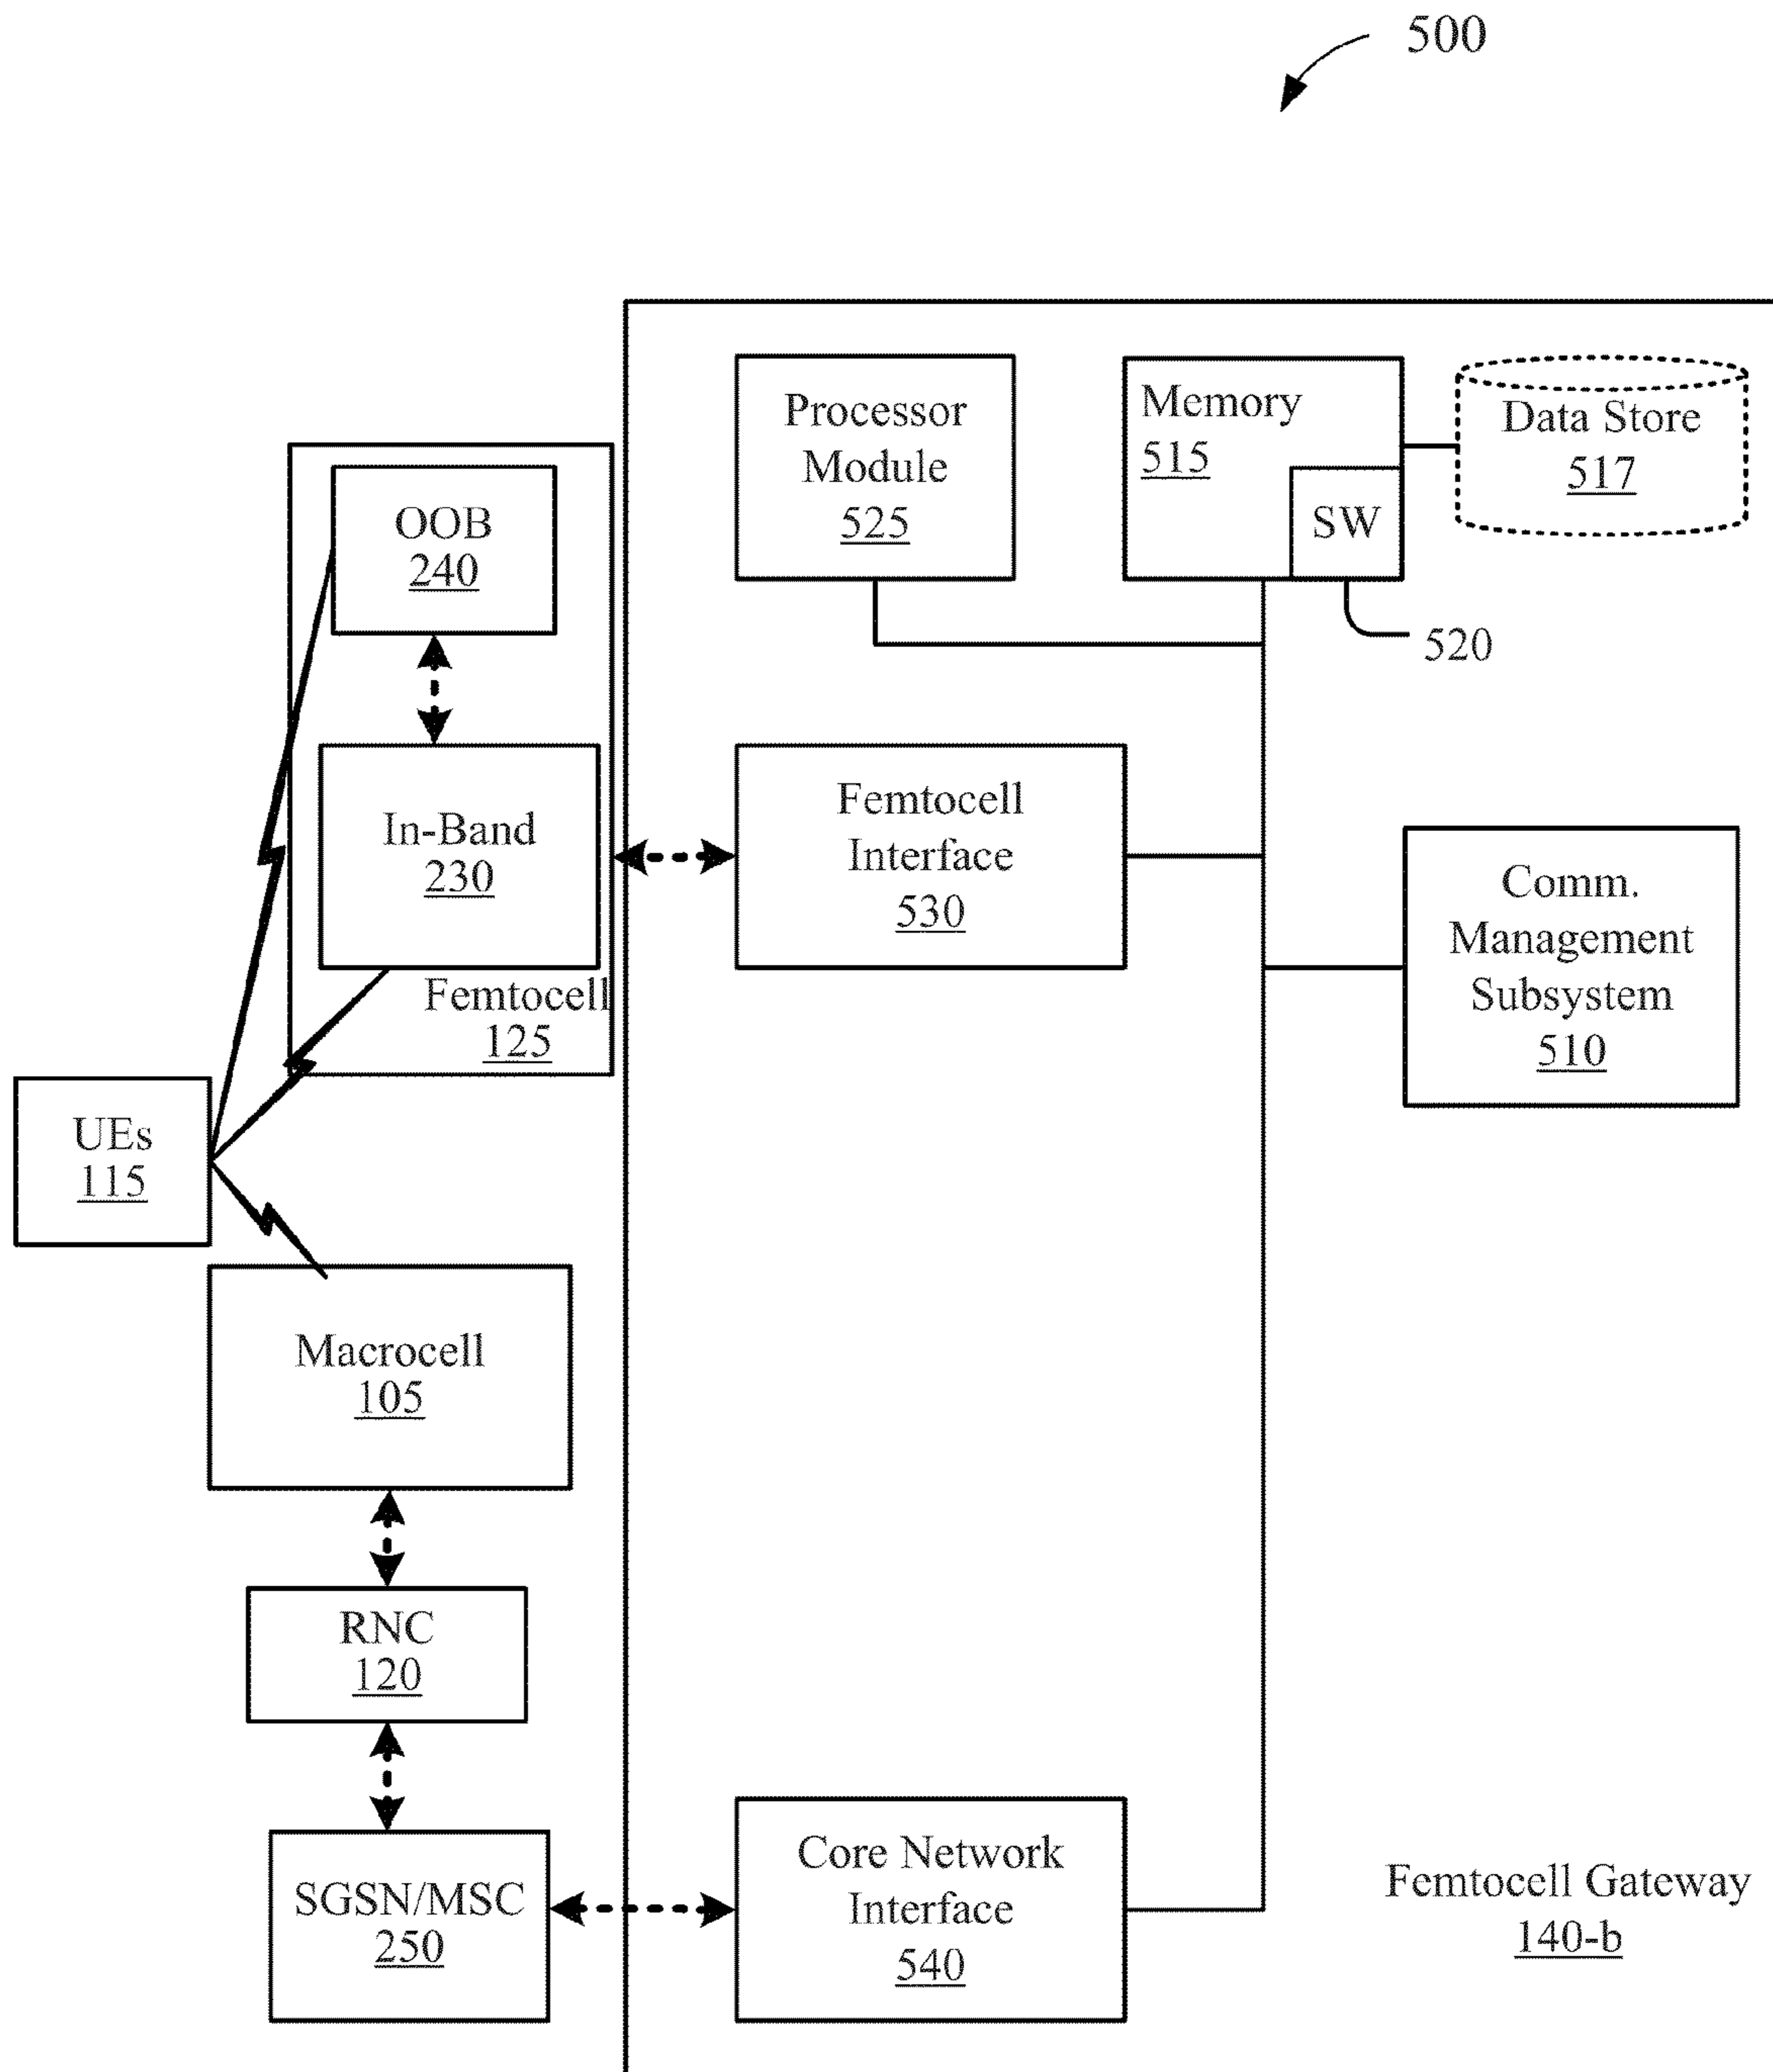 500
Processor
Module
525
Memory
515
SW
520
Data Store
517
OOB
240
In-Band
230
Femtocell
125
Femtocell
Interface
530
Comm.
Management
Subsystem
510
UEs
115
Macrocell
105
RNC
120
SGSN/MSC
250
Core Network
Interface
540
Femtocell Gateway
140-b